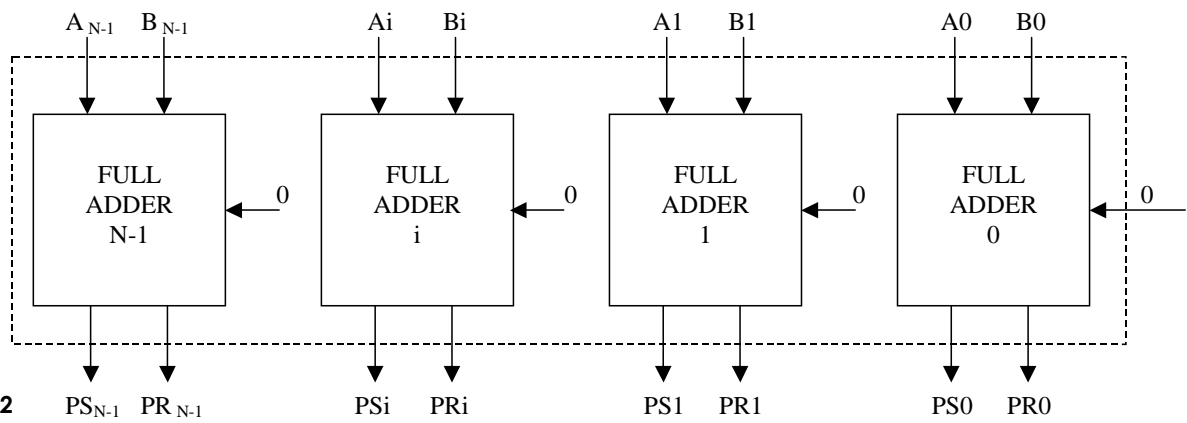 A N-1 B N-1 Ai Bi A1 B1 A0 B0
FULL ADDER N-1
0
FULL ADDER i
0
FULL ADDER 1
0
FULL ADDER 0
0
2 PSN-1 PR N-1 PSi PRi PS1 PR1 PS0 PR0